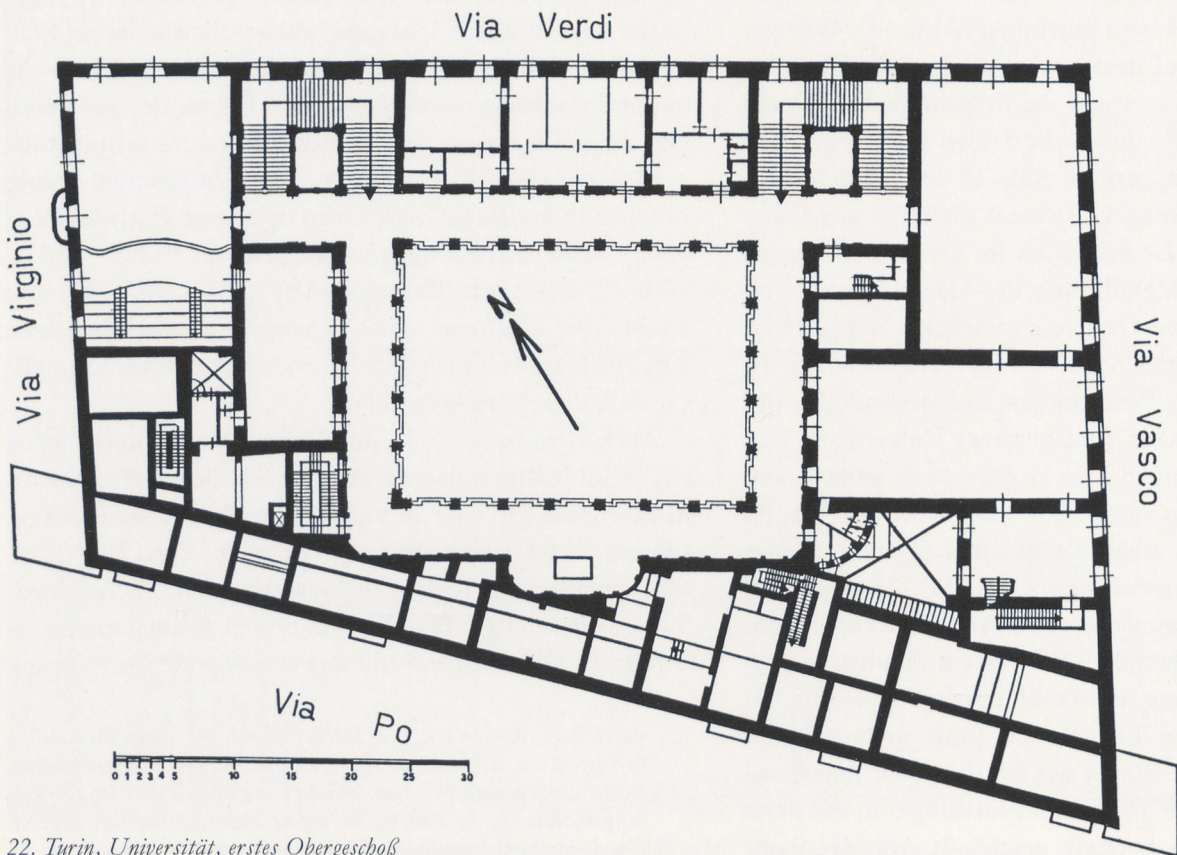 Via Verdi
Via Virginio
N
Via Vasco
Via Po
0 1 2 3 4 5 10 15 20 25 30
22. Turin, Universität, erstes Obergeschoß